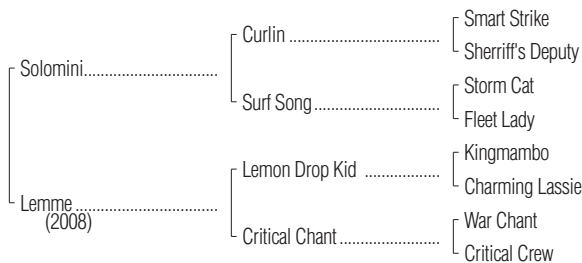 Smart Strike
Curlin
Sherriff's Deputy
Solomini
Storm Cat
Surf Song
Fleet Lady
Kingmambo
Lemon Drop Kid
Charming Lassie
Lemme
(2008)
War Chant
Critical Chant
Critical Crew